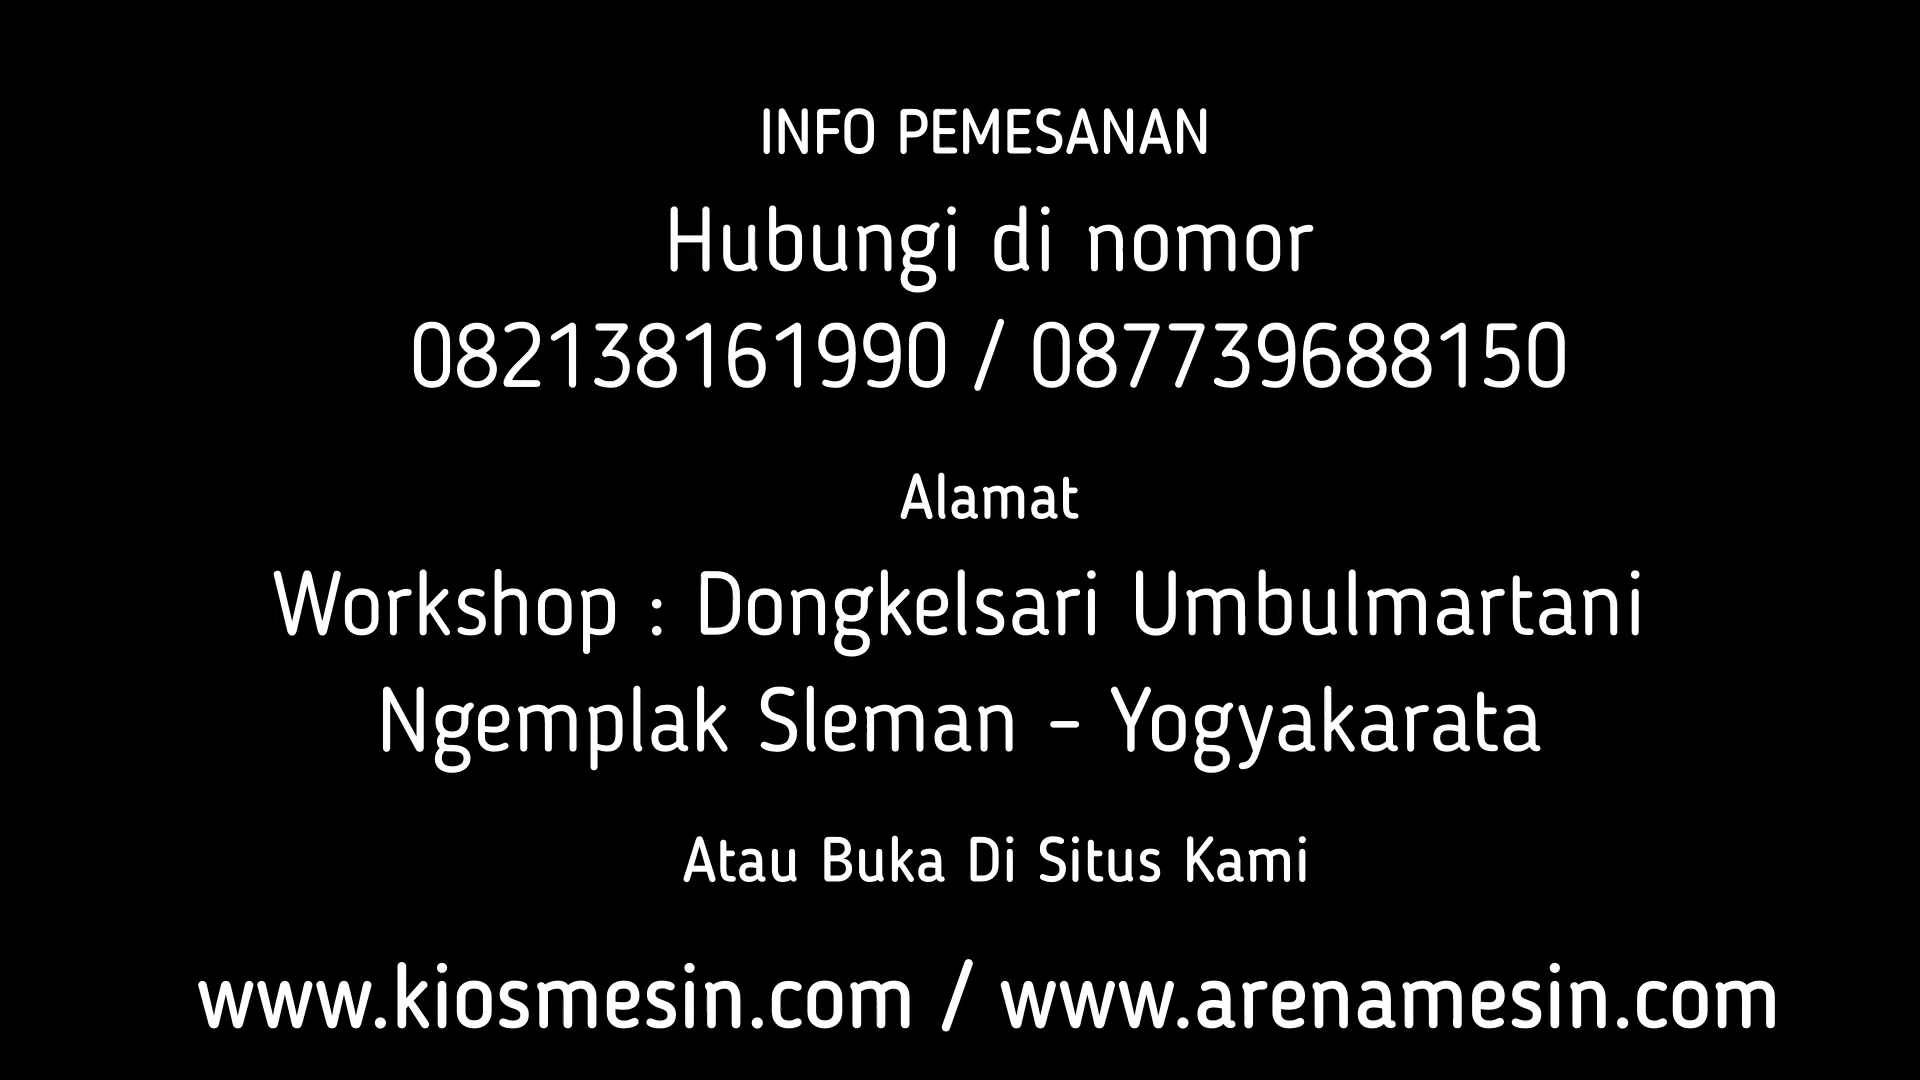 INFO PEMESANAN
Hubungi di nomor
082138161990 / 087739688150
Alamat
Workshop : Dongkelsari Umbulmartani
Ngemplak Sleman - Yogyakarata
Atau Buka Di Situs Kami
www.kiosmesin.com / www.arenamesin.com